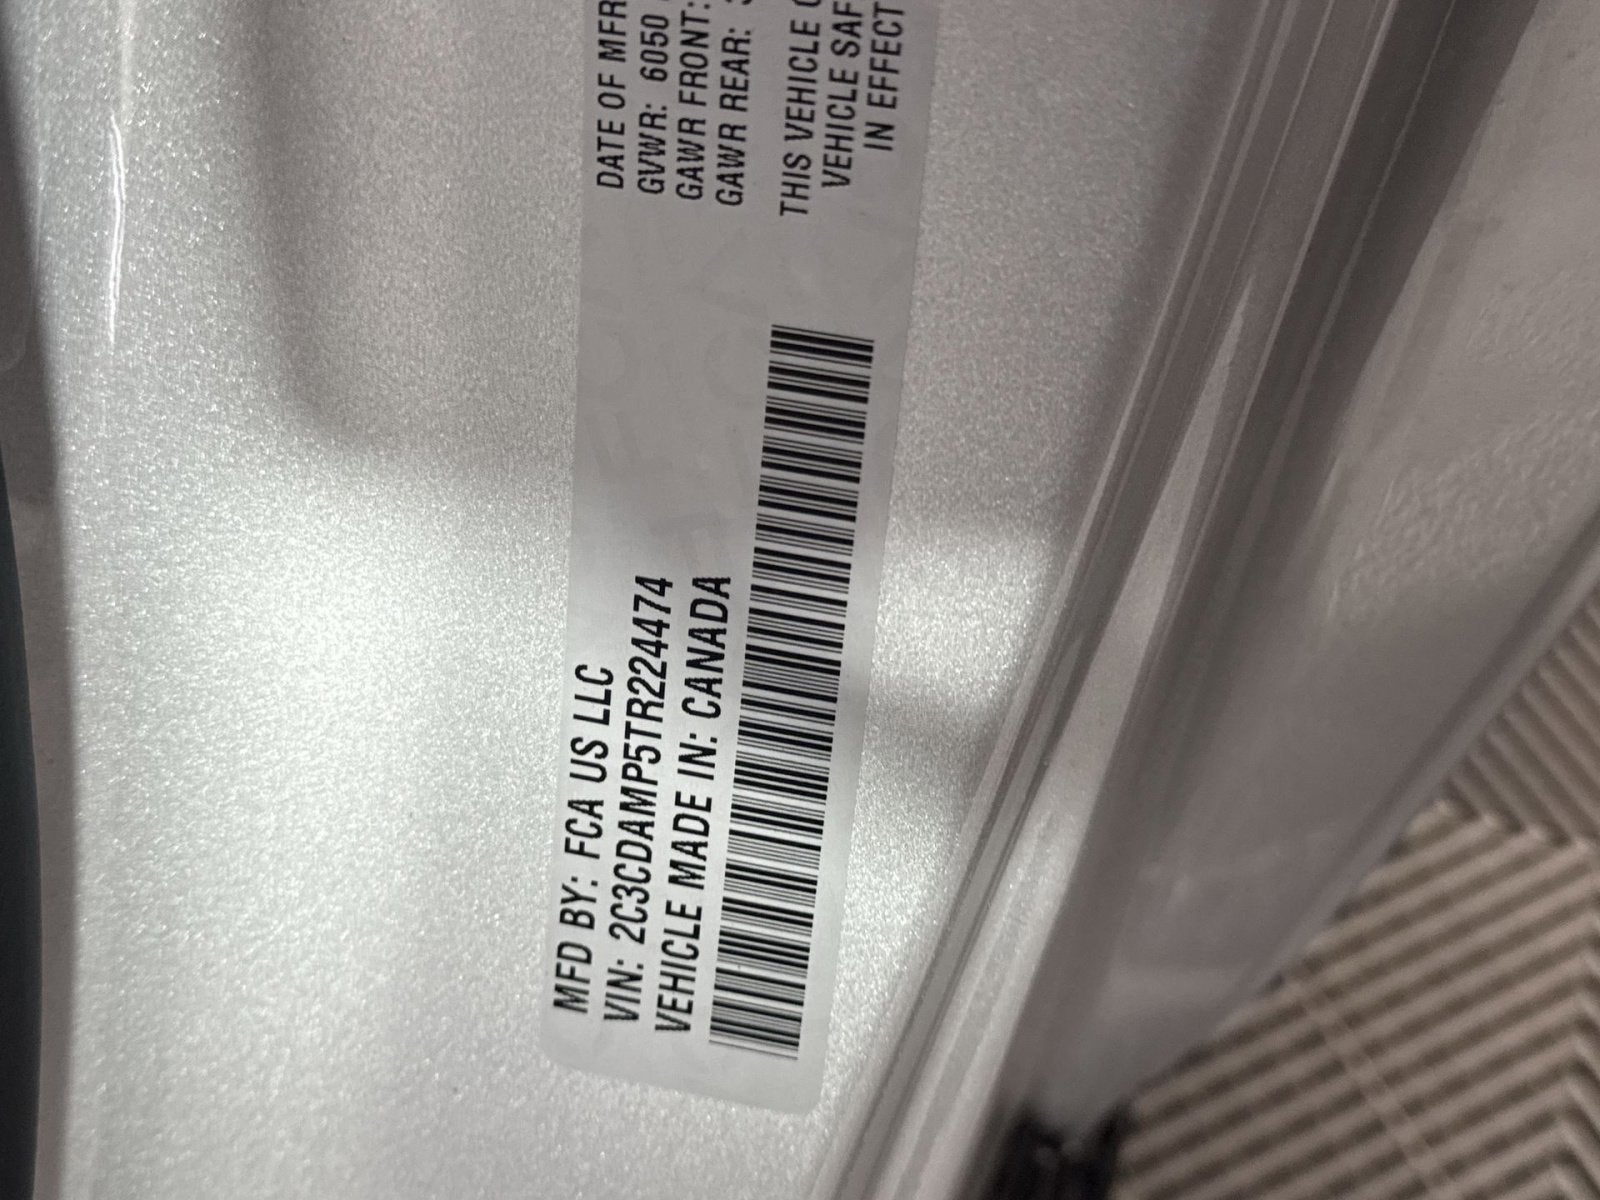 MFD BY: FCA US LLC
VIN: 2C3CDAMP5TR224474
VEHICLE MADE IN: CANADA
DATE OF MFR
GVWR: 6050
GAWR FRONT:
GAWR REAR:
THIS VEHICLE
VEHICLE SAF
IN EFFECT